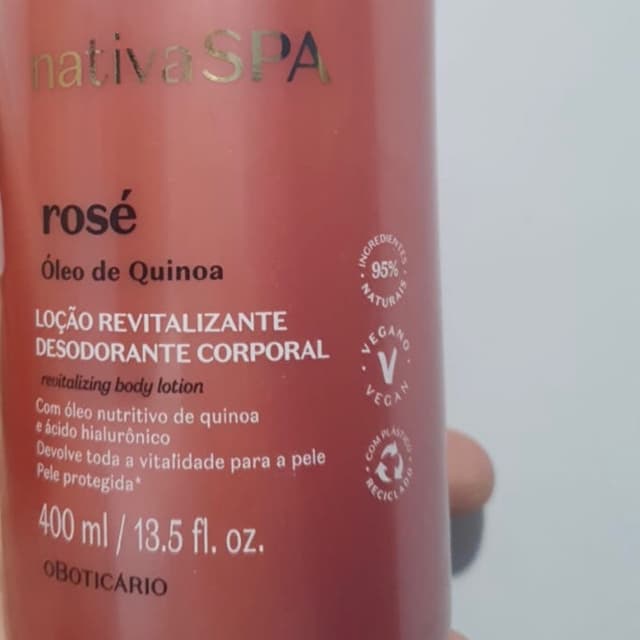 nativaSPA
rosé
Óleo de Quinoa
LOÇÃO REVITALIZANTE
DESODORANTE CORPORAL
revitalizing body lotion
Com óleo nutritivo de quinoa
e ácido hialurônico
Devolve toda a vitalidade para a pele
Pele protegida*
400 ml / 13.5 fl. oz.
oBOTICÁRIO
INGREDIENTES
95%
NATURAIS
VEGANO
V
VEGAN
COM PLÁSTICO
RECICLADO